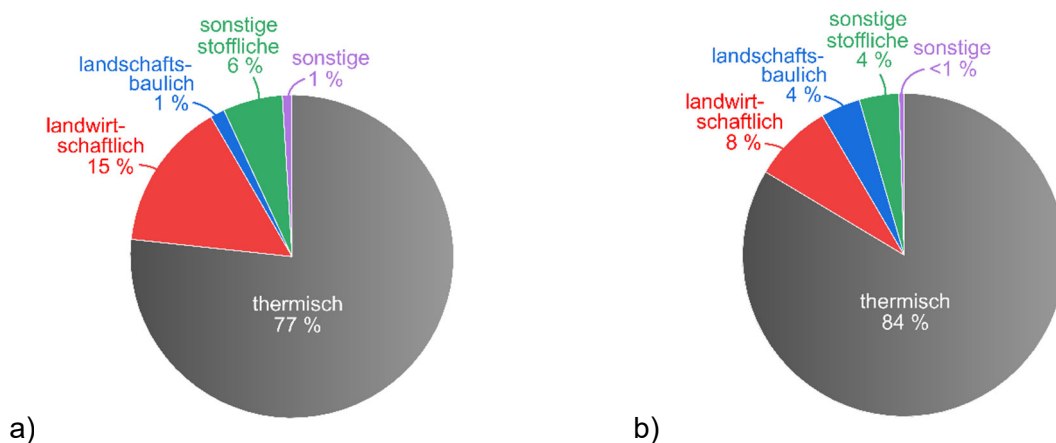 sonstige
stoffliche
6 %
sonstige
1 %
landschafts-
baulich
1 %
landwirt-
schaftlich
15 %
thermisch
77 %
a)
sonstige
stoffliche
4 %
sonstige
<1 %
landschafts-
baulich
4 %
landwirt-
schaftlich
8 %
thermisch
84 %
b)